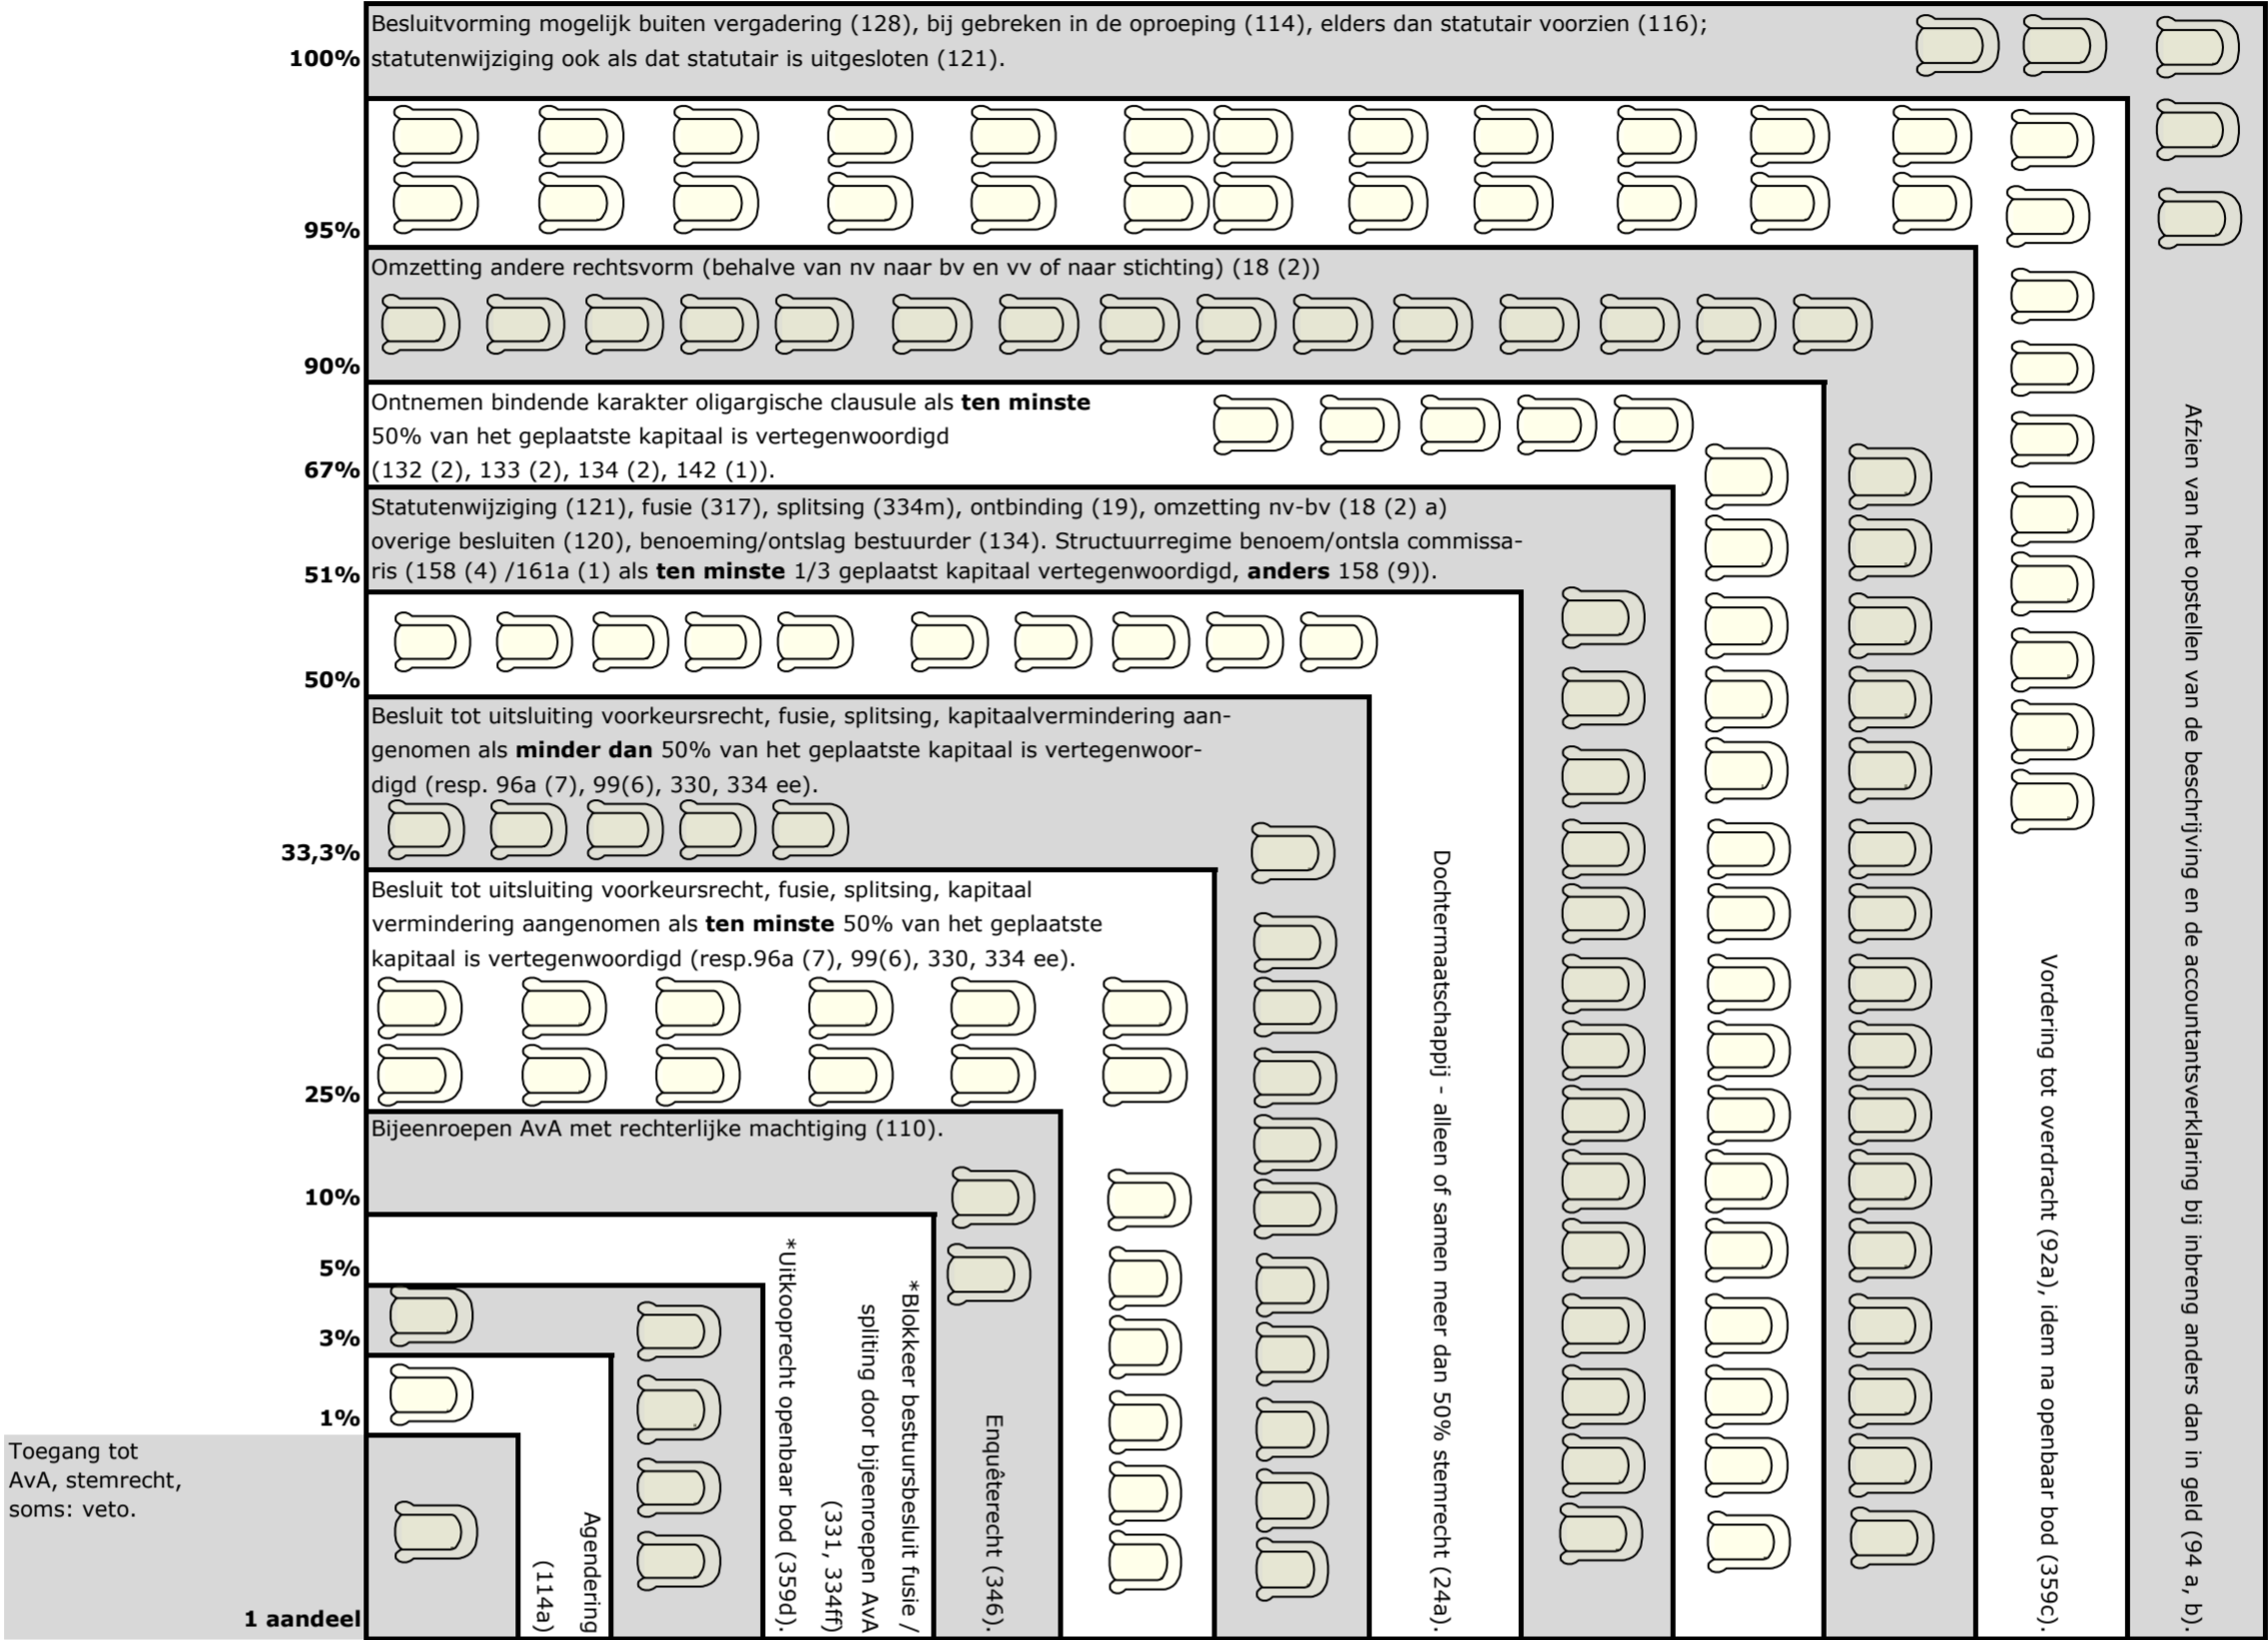 Besluitvorming mogelijk buiten vergadering (128), bij gebreken in de oproeping (114), elders dan statutair voorzien (116);
100%
statutenwijziging ook als dat statutair is uitgesloten (121).
95%
Omzetting andere rechtsvorm (behalve van nv naar bv en vv of naar stichting) (18 (2))
90%
Ontnemen bindende karakter oligargische clausule als ten minste
50% van het geplaatste kapitaal is vertegenwoordigd
67%
(132 (2), 133 (2), 134 (2), 142 (1)).
Statutenwijziging (121), fusie (317), splitsing (334m), ontbinding (19), omzetting nv-bv (18 (2) a)
overige besluiten (120), benoeming/ontslag bestuurder (134). Structuurregime benoem/ontsla commissa-
51%
ris (158 (4) /161a (1) als ten minste 1/3 geplaatst kapitaal vertegenwoordigd, anders 158 (9)).
50%
Besluit tot uitsluiting voorkeursrecht, fusie, splitsing, kapitaalvermindering aan-
genomen als minder dan 50% van het geplaatste kapitaal is vertegenwoor-
digd (resp. 96a (7), 99(6), 330, 334 ee).
33,3%
Besluit tot uitsluiting voorkeursrecht, fusie, splitsing, kapitaal
vermindering aangenomen als ten minste 50% van het geplaatste
kapitaal is vertegenwoordigd (resp.96a (7), 99(6), 330, 334 ee).
25%
Bijeenroepen AvA met rechterlijke machtiging (110).
10%
5%
3%
1%
Toegang tot
AvA, stemrecht,
soms: veto.
1 aandeel
Agendering
(114a)
*Uitkooprecht openbaar bod (359d).
*Blokkeer bestuursbesluit fusie /
spliting door bijeenroepen AvA
(331, 334ff)
Enquêterecht (346).
Dochtermaatschappij - alleen of samen meer dan 50% stemrecht (24a).
Vordering tot overdracht (92a), idem na openbaar bod (359c).
Afzien van het opstellen van de beschrijving en de accountantsverklaring bij inbreng anders dan in geld (94 a, b).